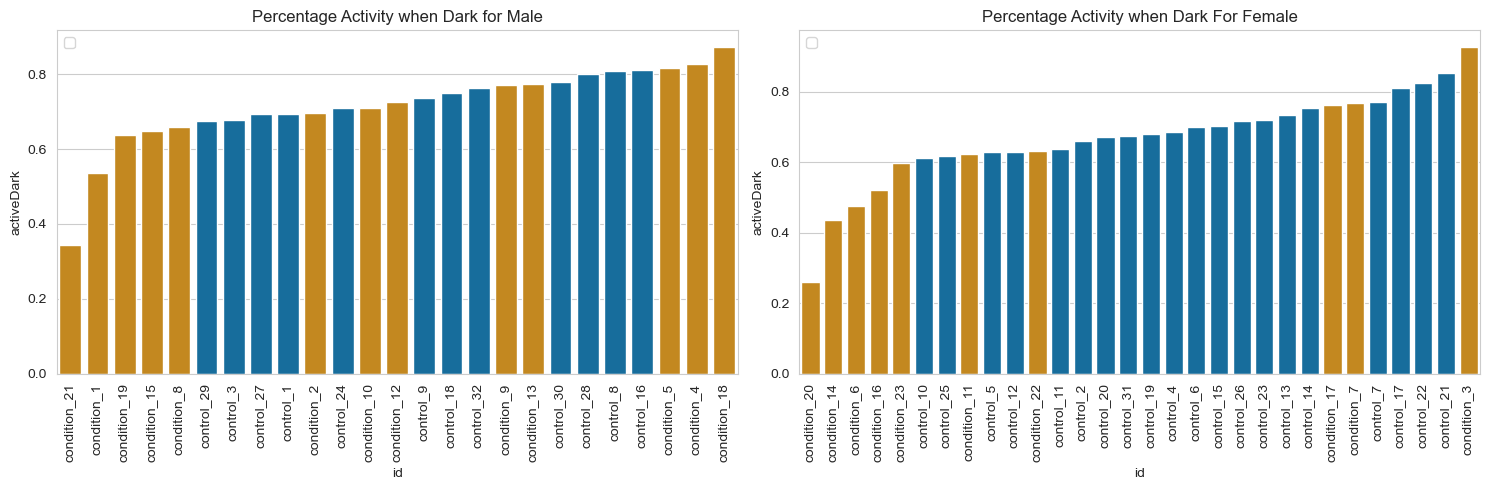 Percentage Activity when Dark for Male
activeDark
0.8
0.6
0.4
0.2
0.0
condition_21
condition_1
condition_19
condition_15
condition_8
control_29
control_3
control_27
control_1
condition_2
control_24
condition_10
condition_12
control_9
control_18
control_32
condition_9
condition_13
control_30
control_28
control_8
control_16
condition_5
condition_4
condition_18
id
Percentage Activity when Dark For Female
activeDark
0.8
0.6
0.4
0.2
0.0
condition_20
condition_14
condition_6
condition_16
condition_23
control_10
control_25
condition_11
control_5
control_12
condition_22
control_11
control_2
control_20
control_31
control_19
control_4
control_6
control_15
control_26
control_23
control_13
control_14
condition_17
condition_7
control_7
control_17
control_22
control_21
condition_3
id